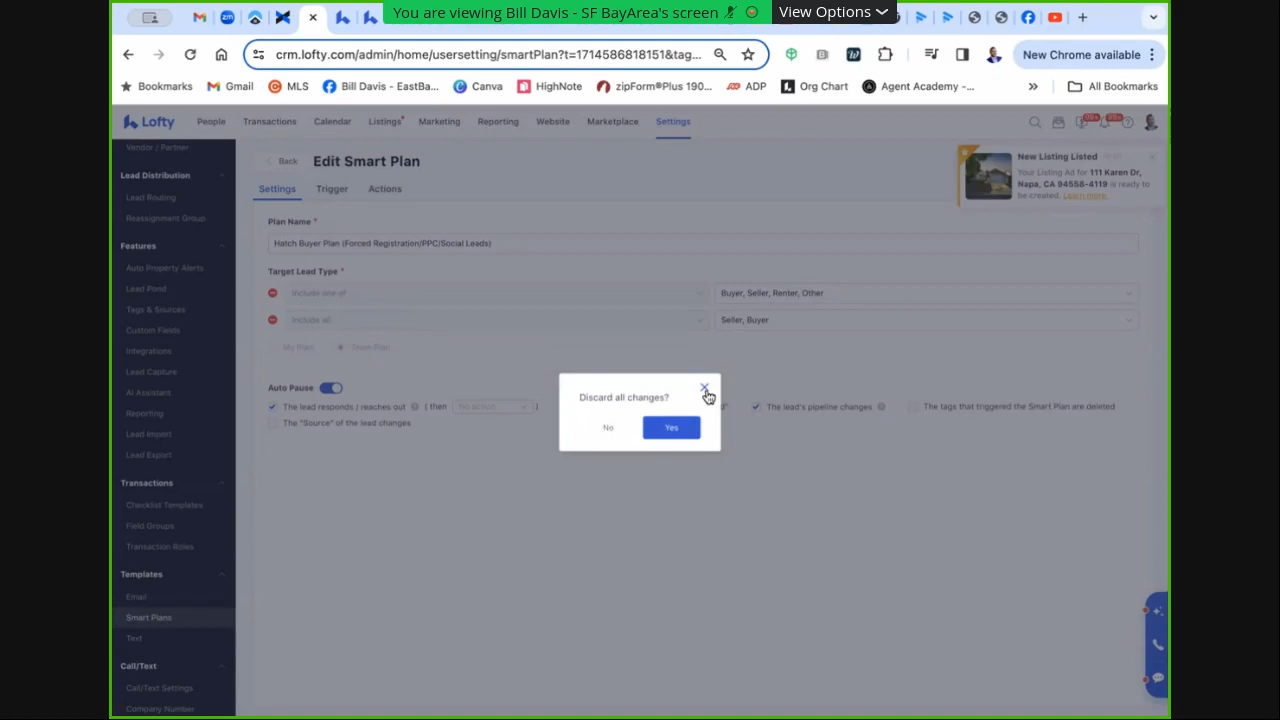 You are viewing Bill Davis - SF BayArea's screen
View Options
crm.lofty.com/admin/home/usersetting/smartPlan?t=1714586818151&tag...
New Chrome available
Bookmarks
Gmail
MLS
Bill Davis - EastBa...
Canva
HighNote
zipForm®Plus 190...
ADP
Org Chart
Agent Academy -...
»
All Bookmarks
Lofty
People
Transactions
Calendar
Listings
Marketing
Reporting
Website
Marketplace
Settings
99+
Vendor / Partner
Lead Distribution
Lead Routing
Reassignment Group
Features
Auto Property Alerts
Lead Pond
Tags & Sources
Custom Fields
Integrations
Lead Capture
AI Assistant
Reporting
Lead Import
Lead Export
Transactions
Checklist Templates
Field Groups
Transaction Roles
Templates
Email
Smart Plans
Text
Call/Text
Call/Text Settings
Company Number
Back
Edit Smart Plan
Settings
Trigger
Actions
New Listing Listed
Your Listing Ad for 111 Karen Dr,
Napa, CA 94558-4119 is ready to
be created. Learn more.
Plan Name *
Hatch Buyer Plan (Forced Registration/PPC/Social Leads)
Target Lead Type *
Include one of
Buyer, Seller, Renter, Other
Include all
Seller, Buyer
My Plan
Team Plan
Auto Pause
The lead responds / reaches out
( then
No action
)
The lead's pipeline changes
The tags that triggered the Smart Plan are deleted
The "Source" of the lead changes
Discard all changes?
No
Yes